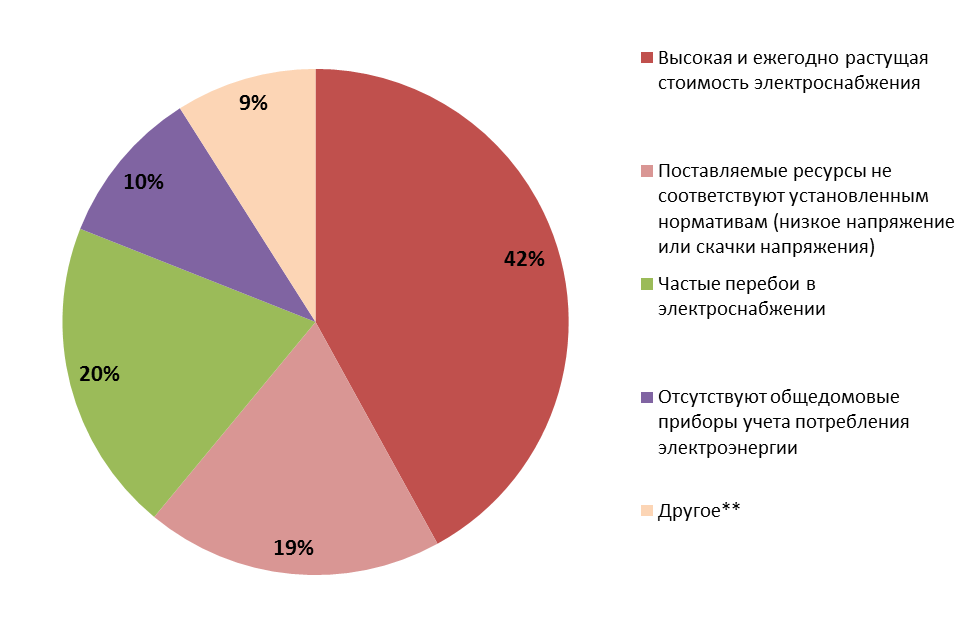 9%
10%
42%
20%
19%
Высокая и ежегодно растущая
стоимость электроснабжения
Поставляемые ресурсы не
соответствуют установленным
нормативам (низкое напряжение
или скачки напряжения)
Частые перебои в
электроснабжении
Отсутствуют общедомовые
приборы учета потребления
электроэнергии
Другое**